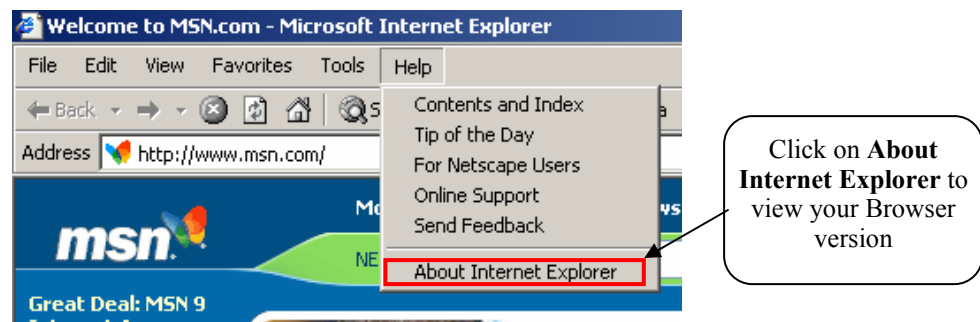 Welcome to MSN.com - Microsoft Internet Explorer
File Edit View Favorites Tools Help
Back
Address http://www.msn.com/
Contents and Index
Tip of the Day
For Netscape Users
Online Support
Send Feedback
About Internet Explorer
msn
NE
Great Deal: MSN 9
Click on About
Internet Explorer to
view your Browser
version